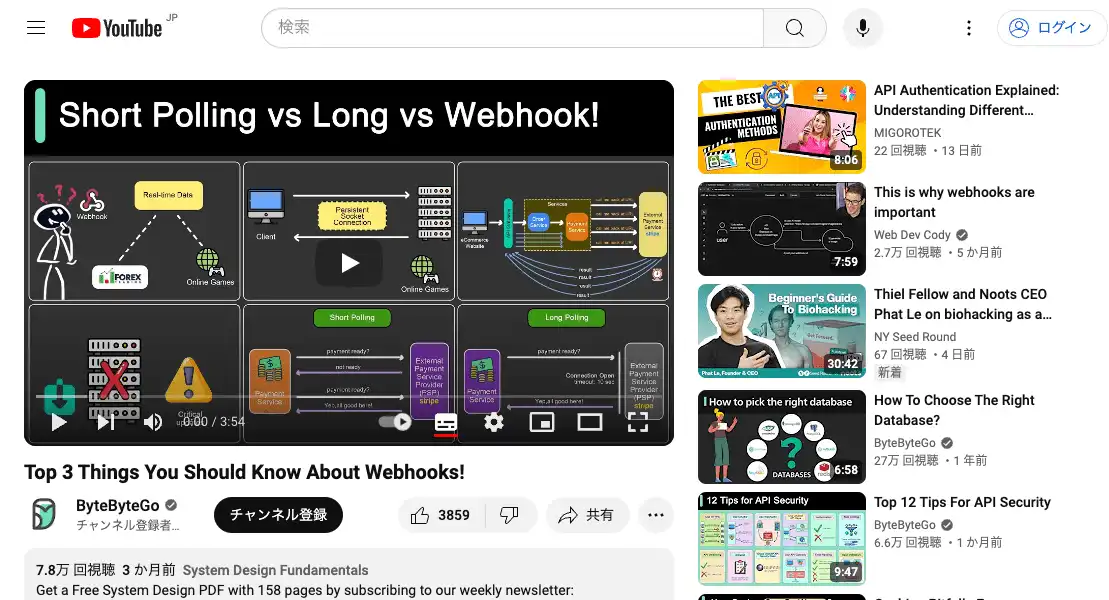 YouTube JP
検索
ログイン
Short Polling vs Long vs Webhook!
Webhook
Real-time Data
FOREX
Online Games
Client
Persistent
Socket
Connection
Online Games
eCommerce
Website
Services
Order
Service
Payment
Service
External
Payment
Service
stripe
result
result
result
result
Critical
Short Polling
Payment
Service
payment ready?
not ready
payment ready?
Yep, all good here!
External
Payment
Service
Provider
(PSP)
stripe
Long Polling
Payment
Service
payment ready?
Connection Open
timeout: 10 sec
Yep, all good here!
External
Payment
Service
Provider
(PSP)
stripe
0:00 / 3:54
Top 3 Things You Should Know About Webhooks!
ByteByteGo
チャンネル登録者...
チャンネル登録
3859
共有
7.8万 回視聴 3 か月前 System Design Fundamentals
Get a Free System Design PDF with 158 pages by subscribing to our weekly newsletter:
THE BEST
API
AUTHENTICATION
METHODS
8:06
API Authentication Explained:
Understanding Different...
MIGOROTEK
22 回視聴 ・13 日前
user
7:59
This is why webhooks are
important
Web Dev Cody
2.7万 回視聴 ・5 か月前
Beginner's Guide
To Biohacking
Phat Le, Founder & CEO
30:42
Thiel Fellow and Noots CEO
Phat Le on biohacking as a...
NY Seed Round
67 回視聴 ・4 日前
新着
How to pick the right database
DATABASES
6:58
How To Choose The Right
Database?
ByteByteGo
27万 回視聴 ・1 年前
12 Tips for API Security
9:47
Top 12 Tips For API Security
ByteByteGo
6.6万 回視聴 ・1 か月前